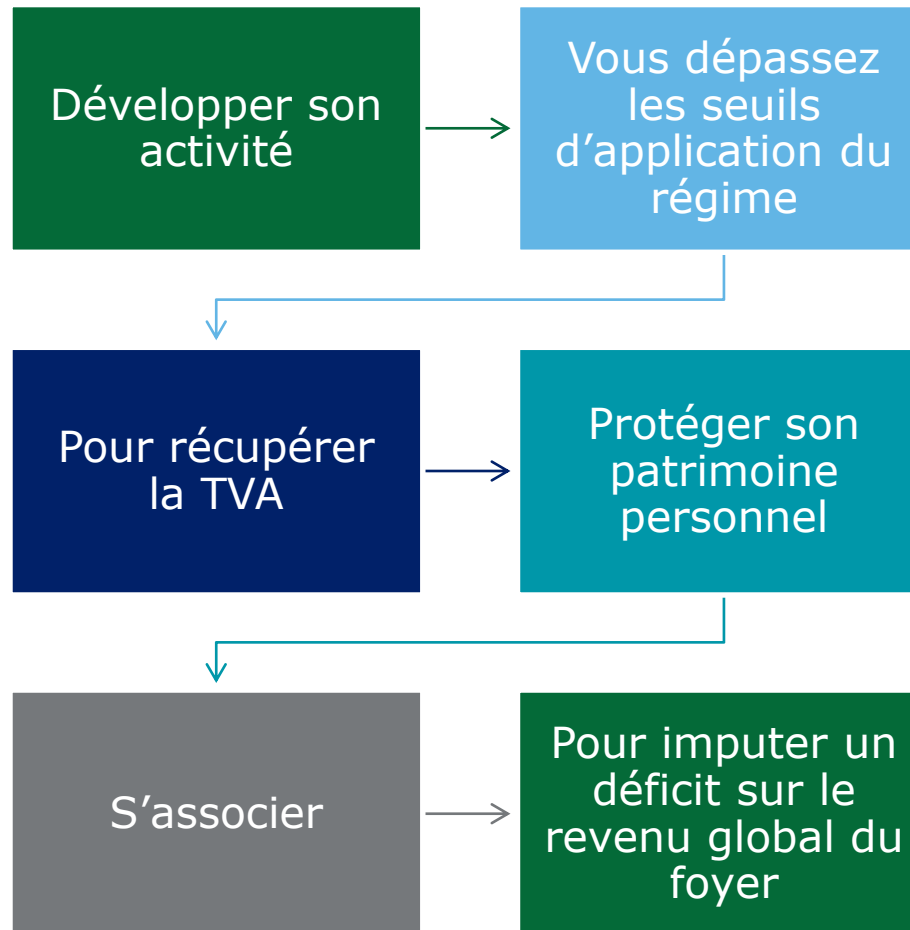 Développer son
activité
Vous dépassez
les seuils
d’application du
régime
Pour récupérer
la TVA
Protéger son
patrimoine
personnel
S’associer
Pour imputer un
déficit sur le
revenu global du
foyer